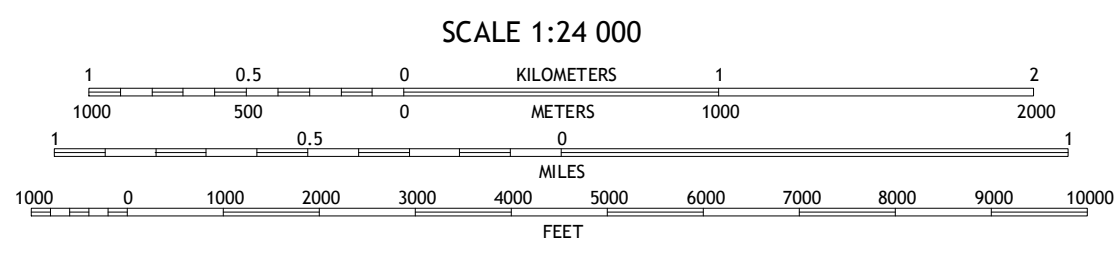 SCALE 1:24 000
1 0.5 0 KILOMETERS 1 2
1000 500 0 METERS 1000 2000
1 0.5 0 1
MILES
1000 0 1000 2000 3000 4000 5000 6000 7000 8000 9000 10000
FEET